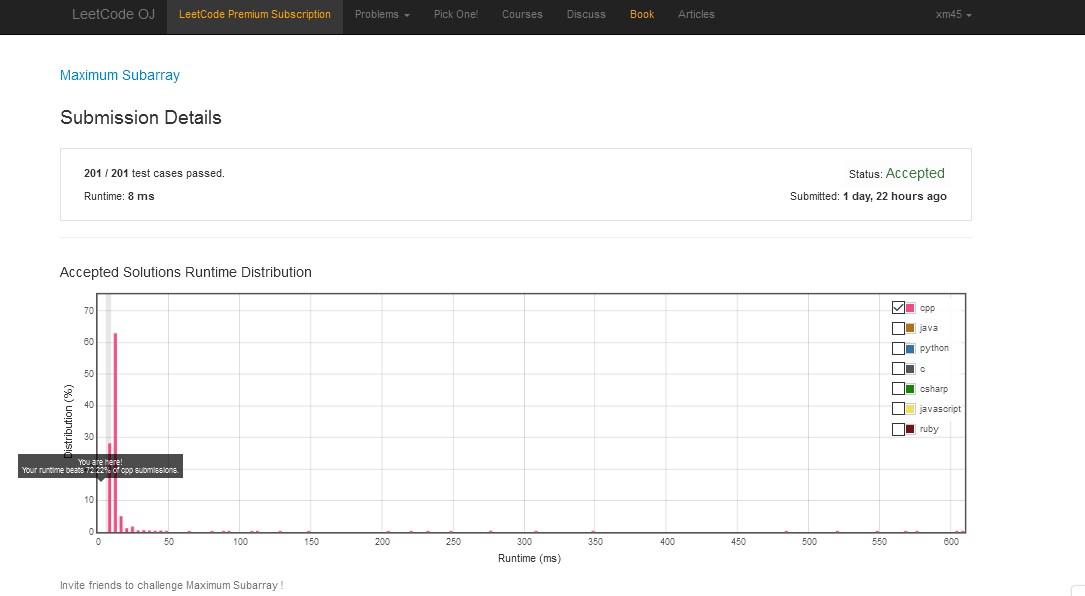 LeetCode OJ LeetCode Premium Subscription Problems Pick One! Courses Discuss Book Articles xm45
Maximum Subarray
Submission Details
201 / 201 test cases passed.
Status: Accepted
Runtime: 8 ms
Submitted: 1 day, 22 hours ago
Accepted Solutions Runtime Distribution
Distribution (%)
70
60
50
40
30
10
0
You are here!
Your runtime beats 72.22% of cpp submissions.
cpp
java
python
c
csharp
javascript
ruby
0 50 100 150 200 250 300 350 400 450 500 550 600
Runtime (ms)
Invite friends to challenge Maximum Subarray !